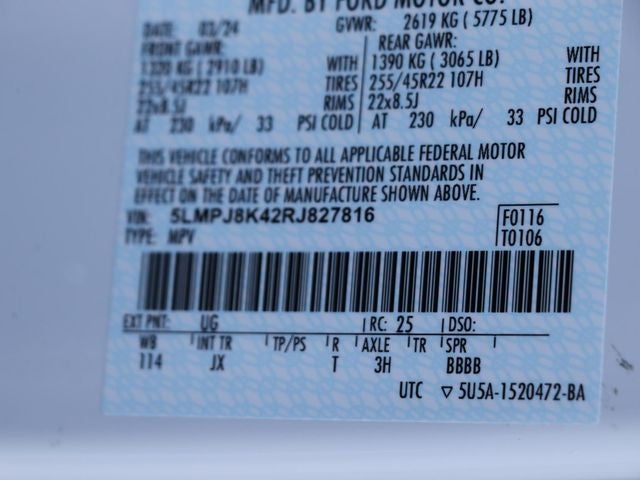 MFD. BY FORD MOTOR CO.
DATE: 03/24 GVWR: 2619 KG ( 5775 LB)
FRONT GAWR: REAR GAWR:
1320 KG ( 2910 LB) WITH 1390 KG ( 3065 LB) WITH
255/45R22 107H TIRES 255/45R22 107H TIRES
22x8.5J RIMS 22x8.5J RIMS
AT 230 kPa/ 33 PSI COLD AT 230 kPa/ 33 PSI COLD
THIS VEHICLE CONFORMS TO ALL APPLICABLE FEDERAL MOTOR
VEHICLE SAFETY AND THEFT PREVENTION STANDARDS IN
EFFECT ON THE DATE OF MANUFACTURE SHOWN ABOVE.
VIN: 5LMPJ8K42RJ827816 F0116
TYPE: MPV T0106
EXT PNT: UG RC: 25 DSO:
WB INT TR TP/PS R AXLE TR SPR
114 JX T 3H BBBB
UTC ▽ 5U5A-1520472-BA